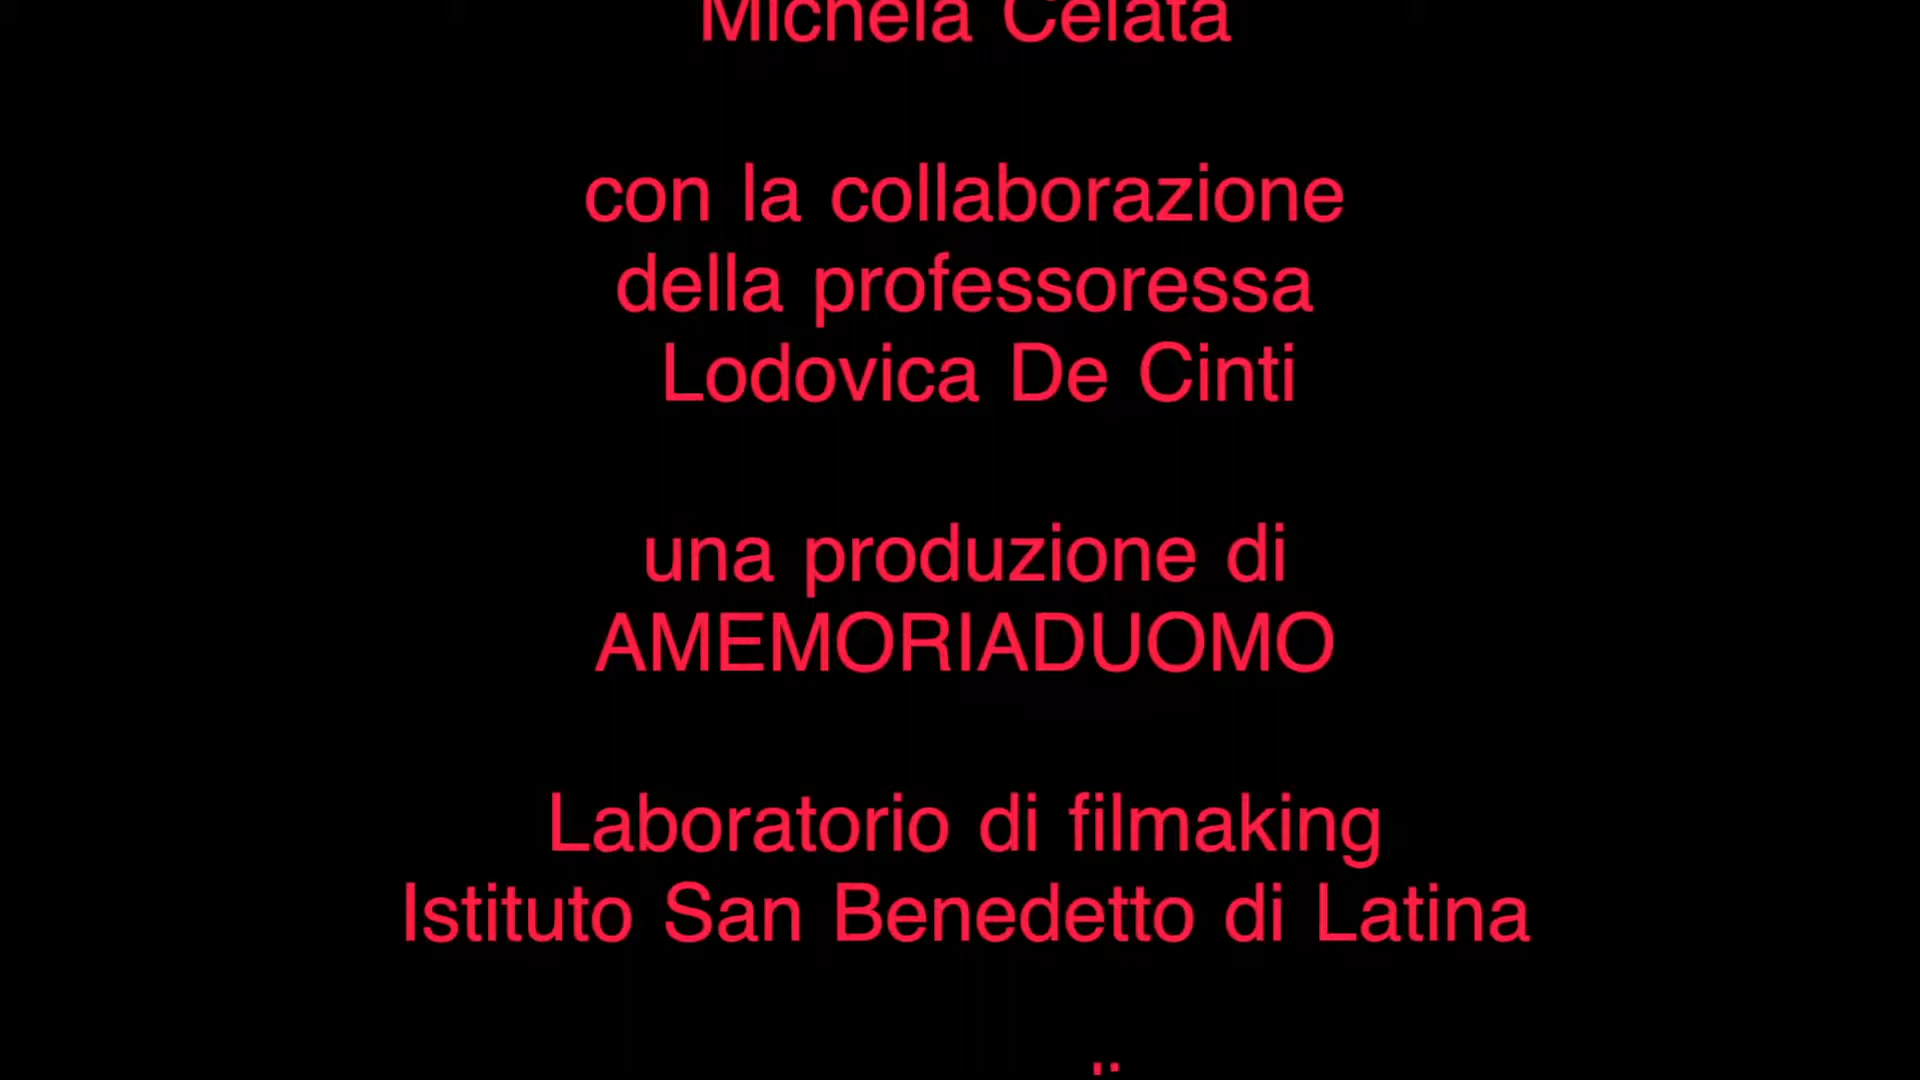 Michela Celata
con la collaborazione
della professoressa
Lodovica De Cinti
una produzione di
AMEMORIADUOMO
Laboratorio di filmaking
Istituto San Benedetto di Latina